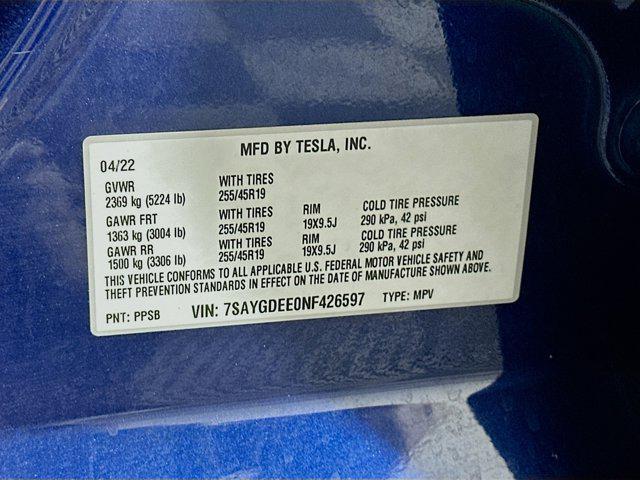 MFD BY TESLA, INC.
04/22
GVWR WITH TIRES
2369 kg (5224 lb) 255/45R19
GAWR FRT WITH TIRES RIM COLD TIRE PRESSURE
1363 kg (3004 lb) 255/45R19 19X9.5J 290 kPa, 42 psi
GAWR RR WITH TIRES RIM COLD TIRE PRESSURE
1500 kg (3306 lb) 255/45R19 19X9.5J 290 kPa, 42 psi
THIS VEHICLE CONFORMS TO ALL APPLICABLE U.S. FEDERAL MOTOR VEHICLE SAFETY AND
THEFT PREVENTION STANDARDS IN EFFECT ON THE DATE OF MANUFACTURE SHOWN ABOVE.
PNT: PPSB VIN: 7SAYGDEE0NF426597 TYPE: MPV